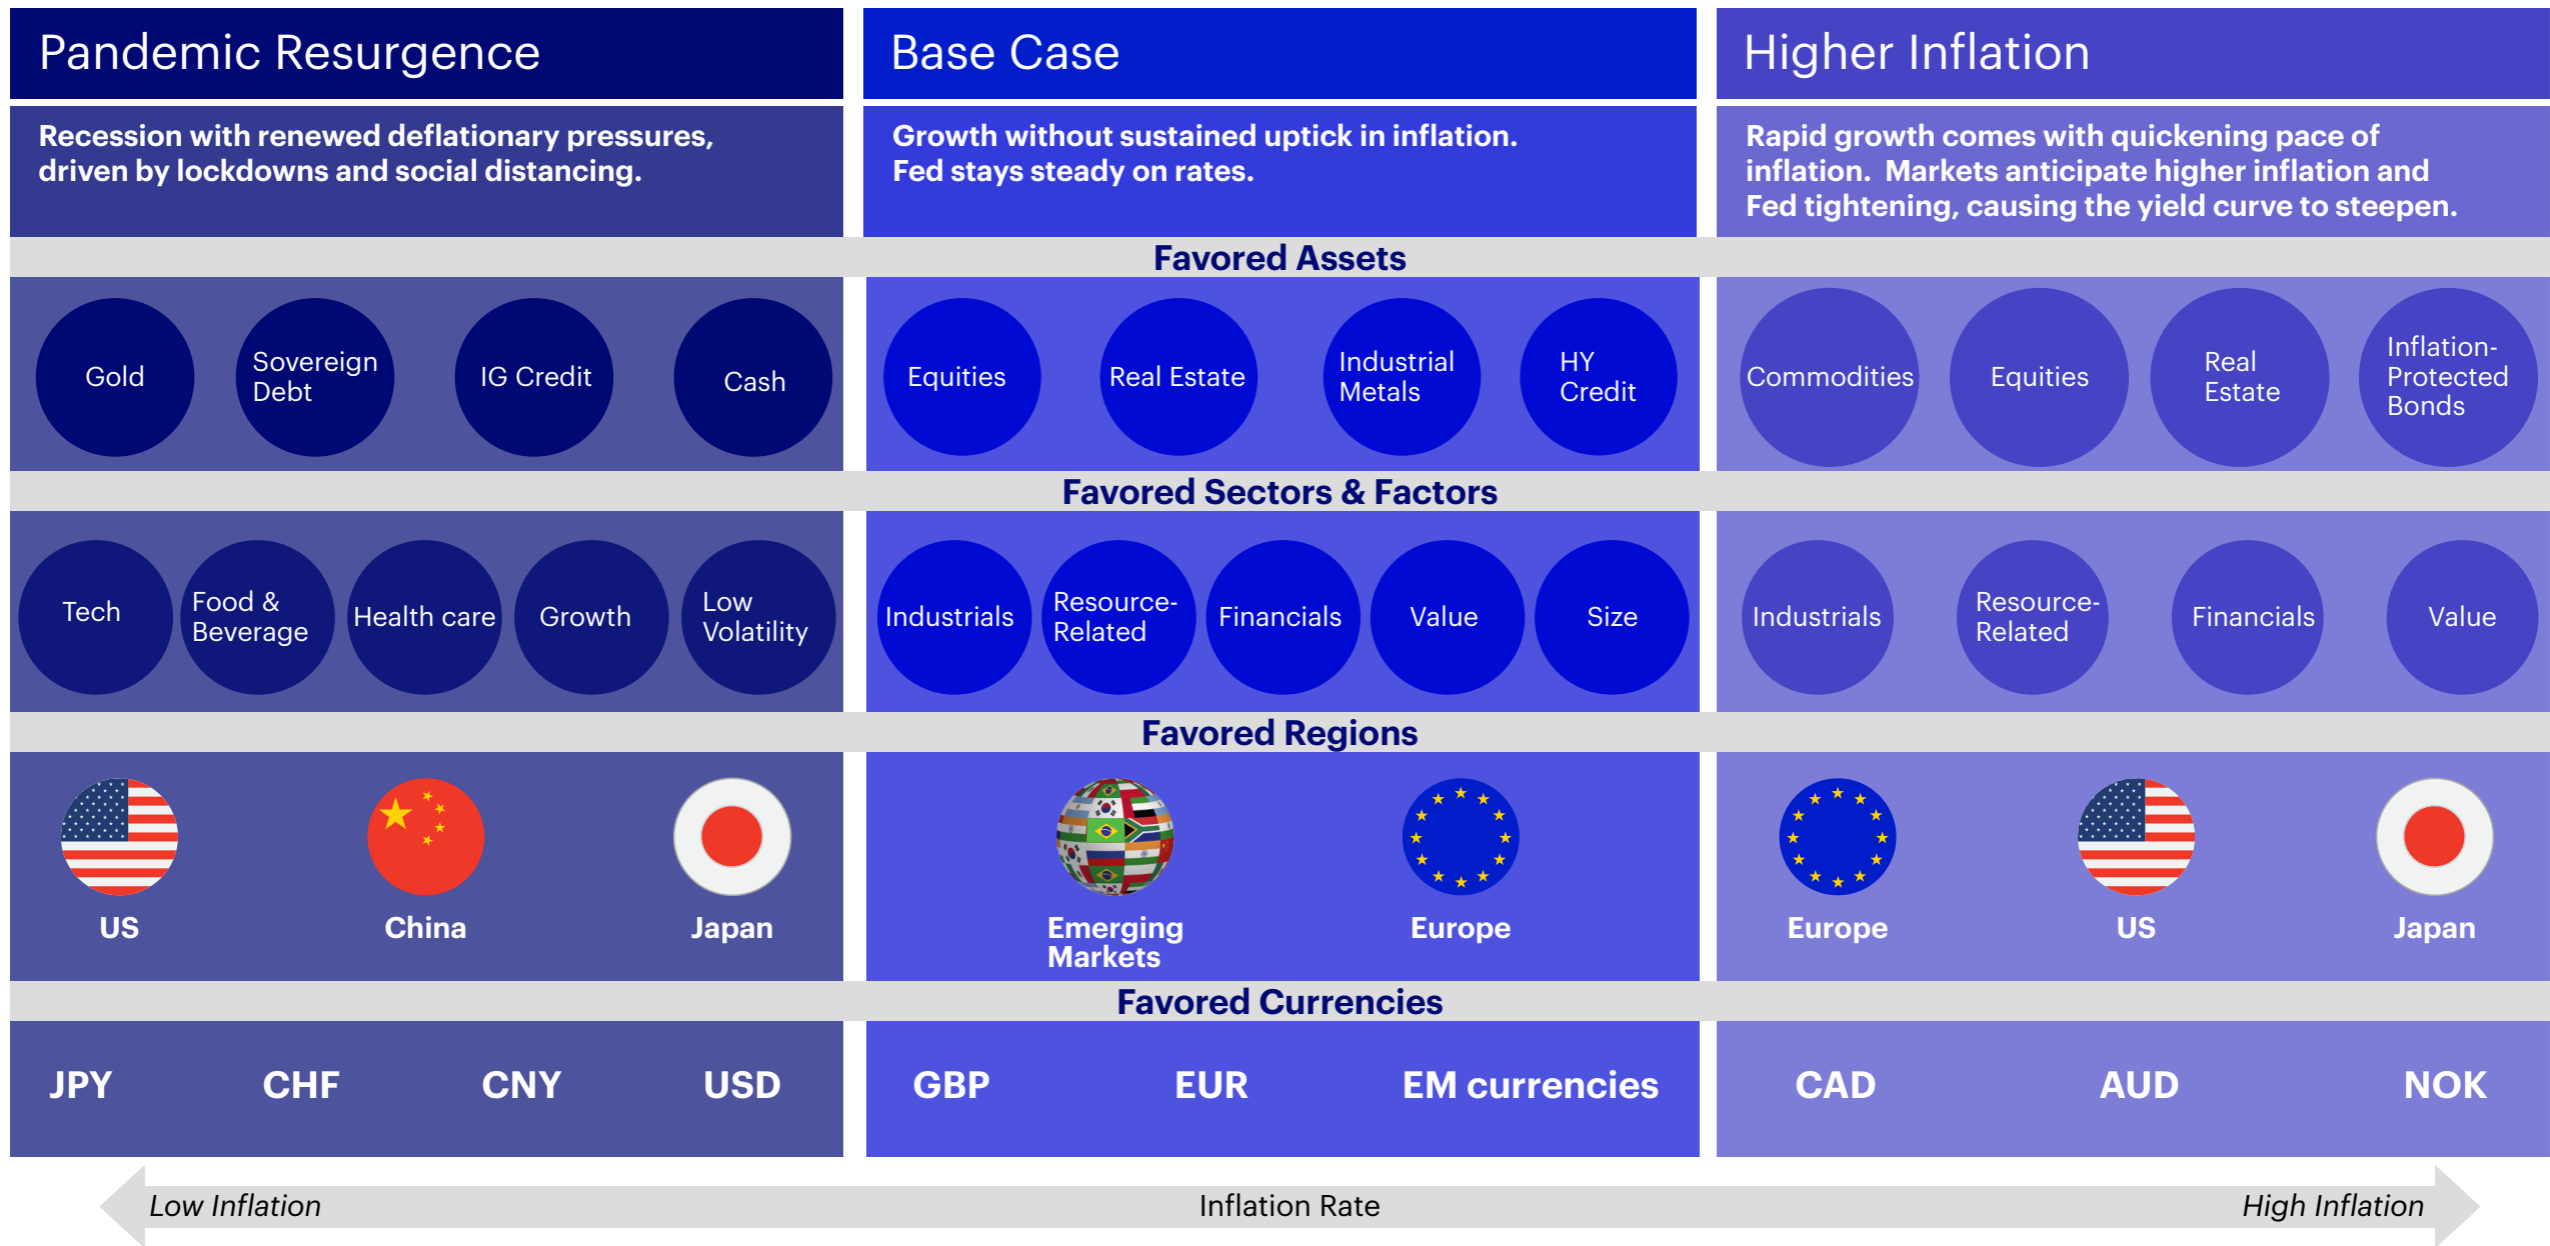 Pandemic Resurgence
Base Case
Higher Inflation
Recession with renewed deflationary pressures,
driven by lockdowns and social distancing.
Growth without sustained uptick in inflation.
Fed stays steady on rates.
Rapid growth comes with quickening pace of
inflation.  Markets anticipate higher inflation and
Fed tightening, causing the yield curve to steepen.
Favored Assets
Gold
Sovereign
Debt
IG Credit
Cash
Equities
Real Estate
Industrial
Metals
HY
Credit
Commodities
Equities
Real
Estate
Inflation-
Protected
Bonds
Favored Sectors & Factors
Tech
Food &
Beverage
Health care
Growth
Low
Volatility
Industrials
Resource-
Related
Financials
Value
Size
Industrials
Resource-
Related
Financials
Value
Favored Regions
US
China
Japan
Emerging
Markets
Europe
Europe
US
Japan
Favored Currencies
JPY
CHF
CNY
USD
GBP
EUR
EM currencies
CAD
AUD
NOK
Low Inflation
Inflation Rate
High Inflation